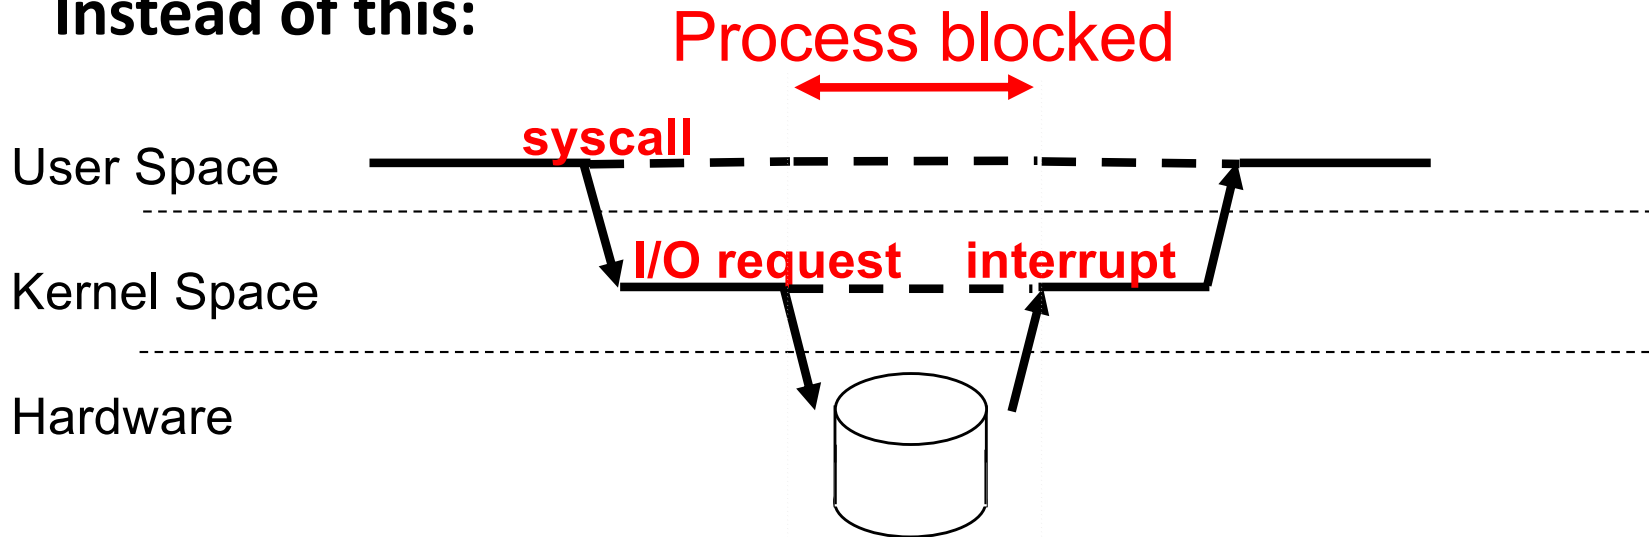 Instead of this:
Process blocked
syscall
User Space
I/O request
interrupt
Kernel Space
Hardware